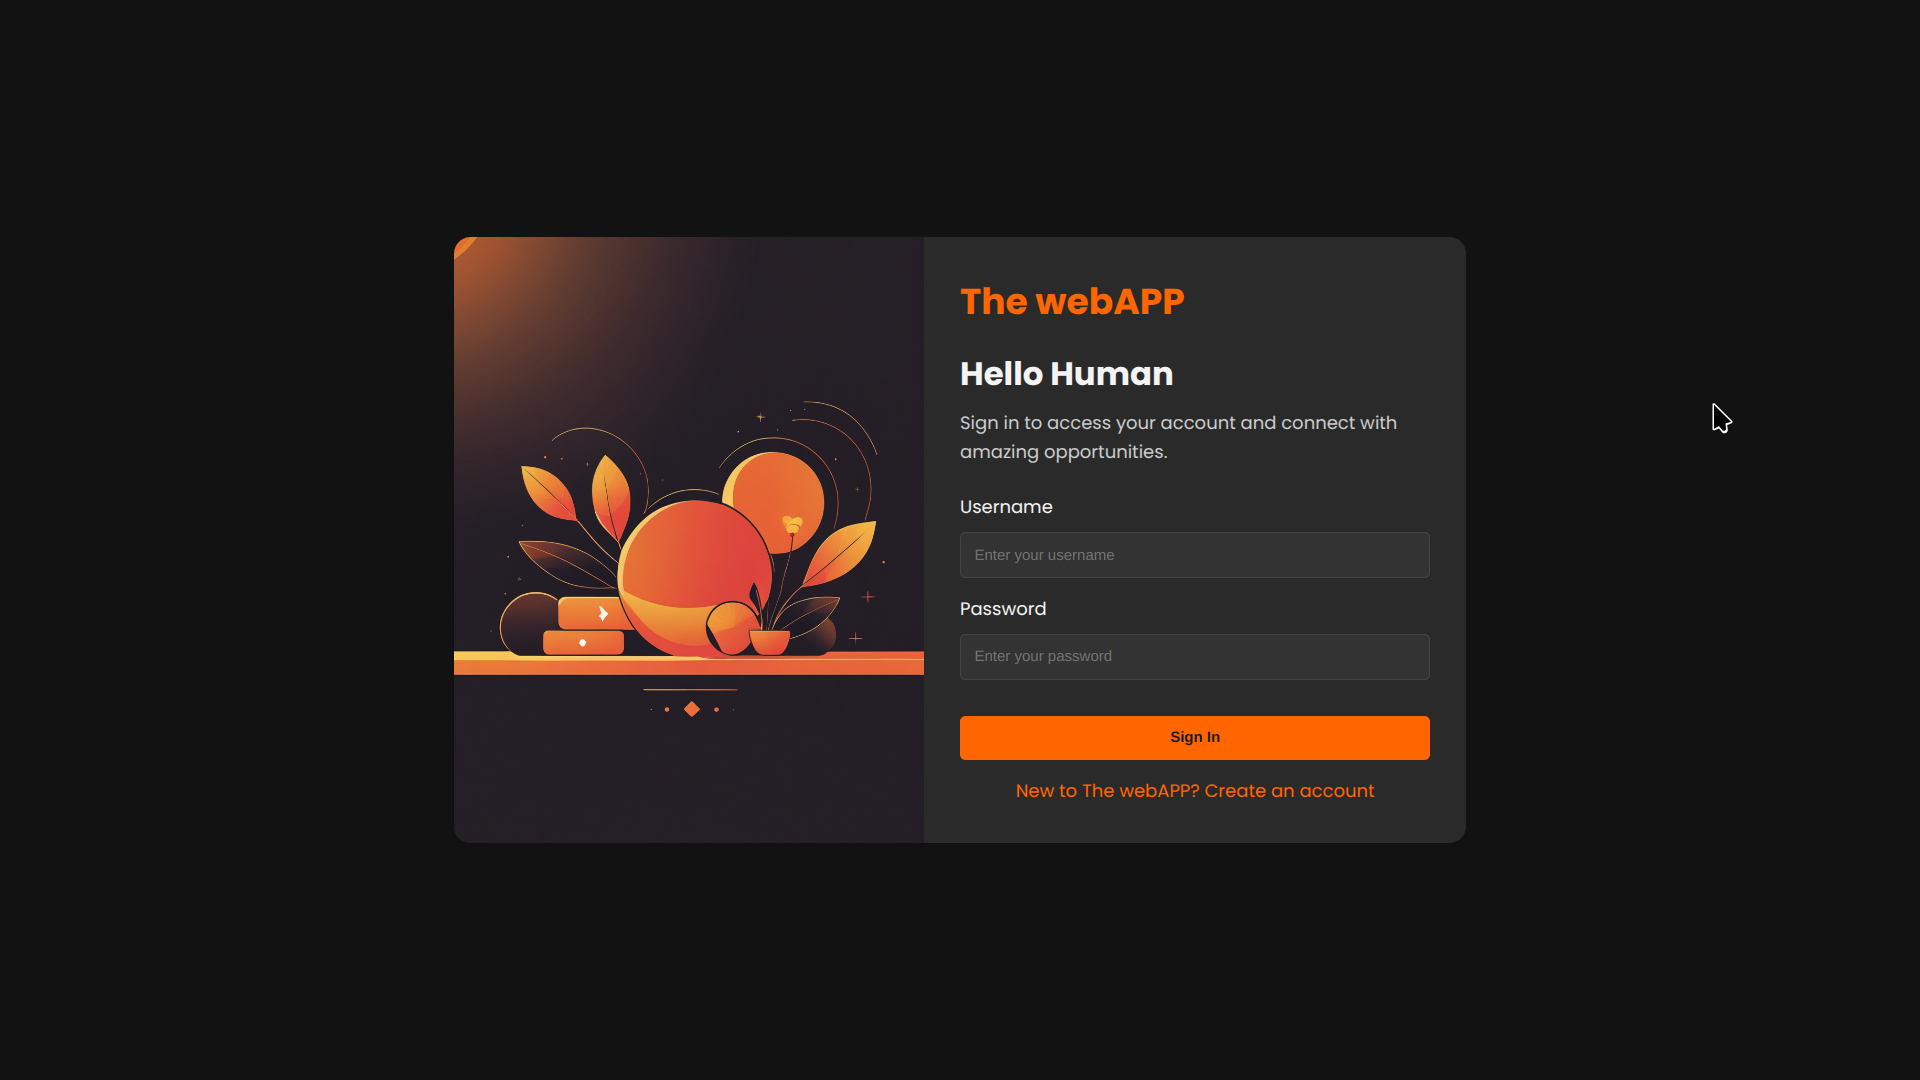 The webAPP
Hello Human
Sign in to access your account and connect with
amazing opportunities.
Username
Enter your username
Password
Enter your password
Sign In
New to The webAPP? Create an account